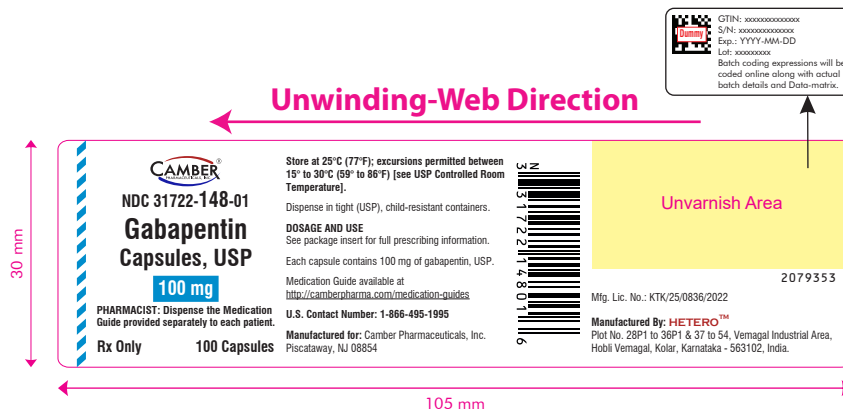 Dummy
GTIN: xxxxxxxxxxxxxx
S/N: xxxxxxxxxxxxxx
Exp.: YYYY-MM-DD
Lot: xxxxxxxxx
Batch coding expressions will be
coded online along with actual
batch details and Data-matrix.
Unwinding-Web Direction
30 mm
CAMBER®
PHARMACEUTICALS, INC.
NDC 31722-148-01
Gabapentin
Capsules, USP
100 mg
PHARMACIST: Dispense the Medication
Guide provided separately to each patient.
Rx Only 100 Capsules
Store at 25°C (77°F); excursions permitted between
15° to 30°C (59° to 86°F) [see USP Controlled Room
Temperature].
Dispense in tight (USP), child-resistant containers.
DOSAGE AND USE
See package insert for full prescribing information.
Each capsule contains 100 mg of gabapentin, USP.
Medication Guide available at
http://camberpharma.com/medication-guides
U.S. Contact Number: 1-866-495-1995
Manufactured for: Camber Pharmaceuticals, Inc.
Piscataway, NJ 08854
N
3 31722 14801 6
Unvarnish Area
2079353
Mfg. Lic. No.: KTK/25/0836/2022
Manufactured By: HETERO™
Plot No. 28P1 to 36P1 & 37 to 54, Vemagal Industrial Area,
Hobli Vemagal, Kolar, Karnataka - 563102, India.
105 mm